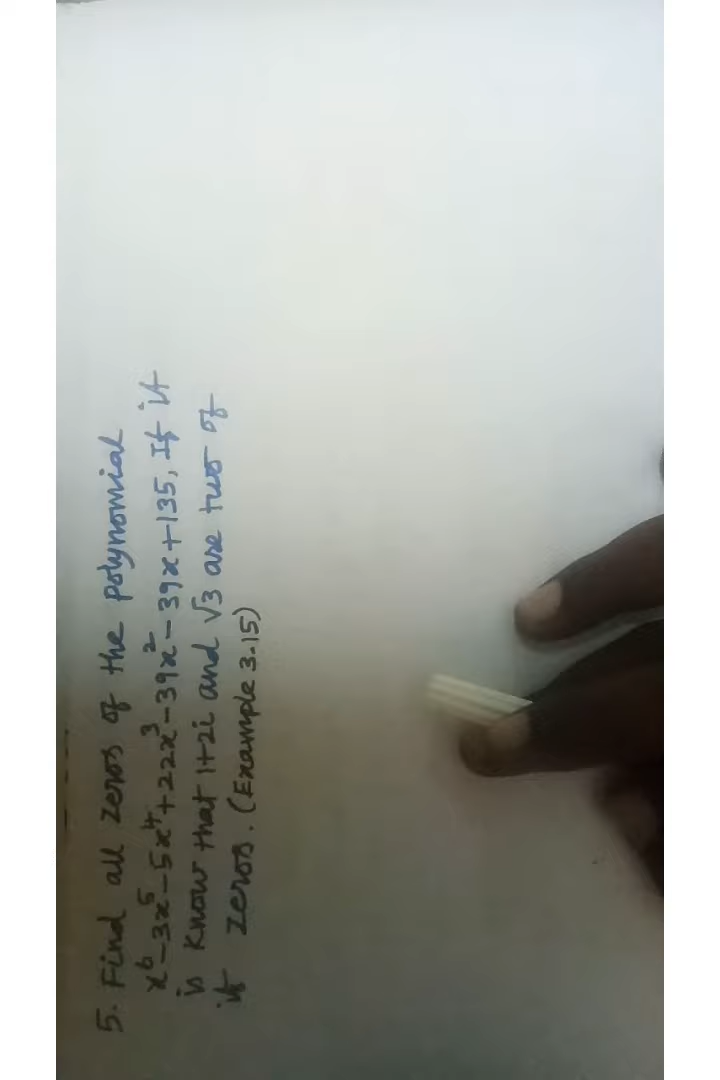 5. Find all zeros of the polynomial
x⁶-3x⁵-5x⁴+22x³-39x²-39x+135, If it
is know that 1+2i and √3 are two of
its zeros. (Example 3.15)